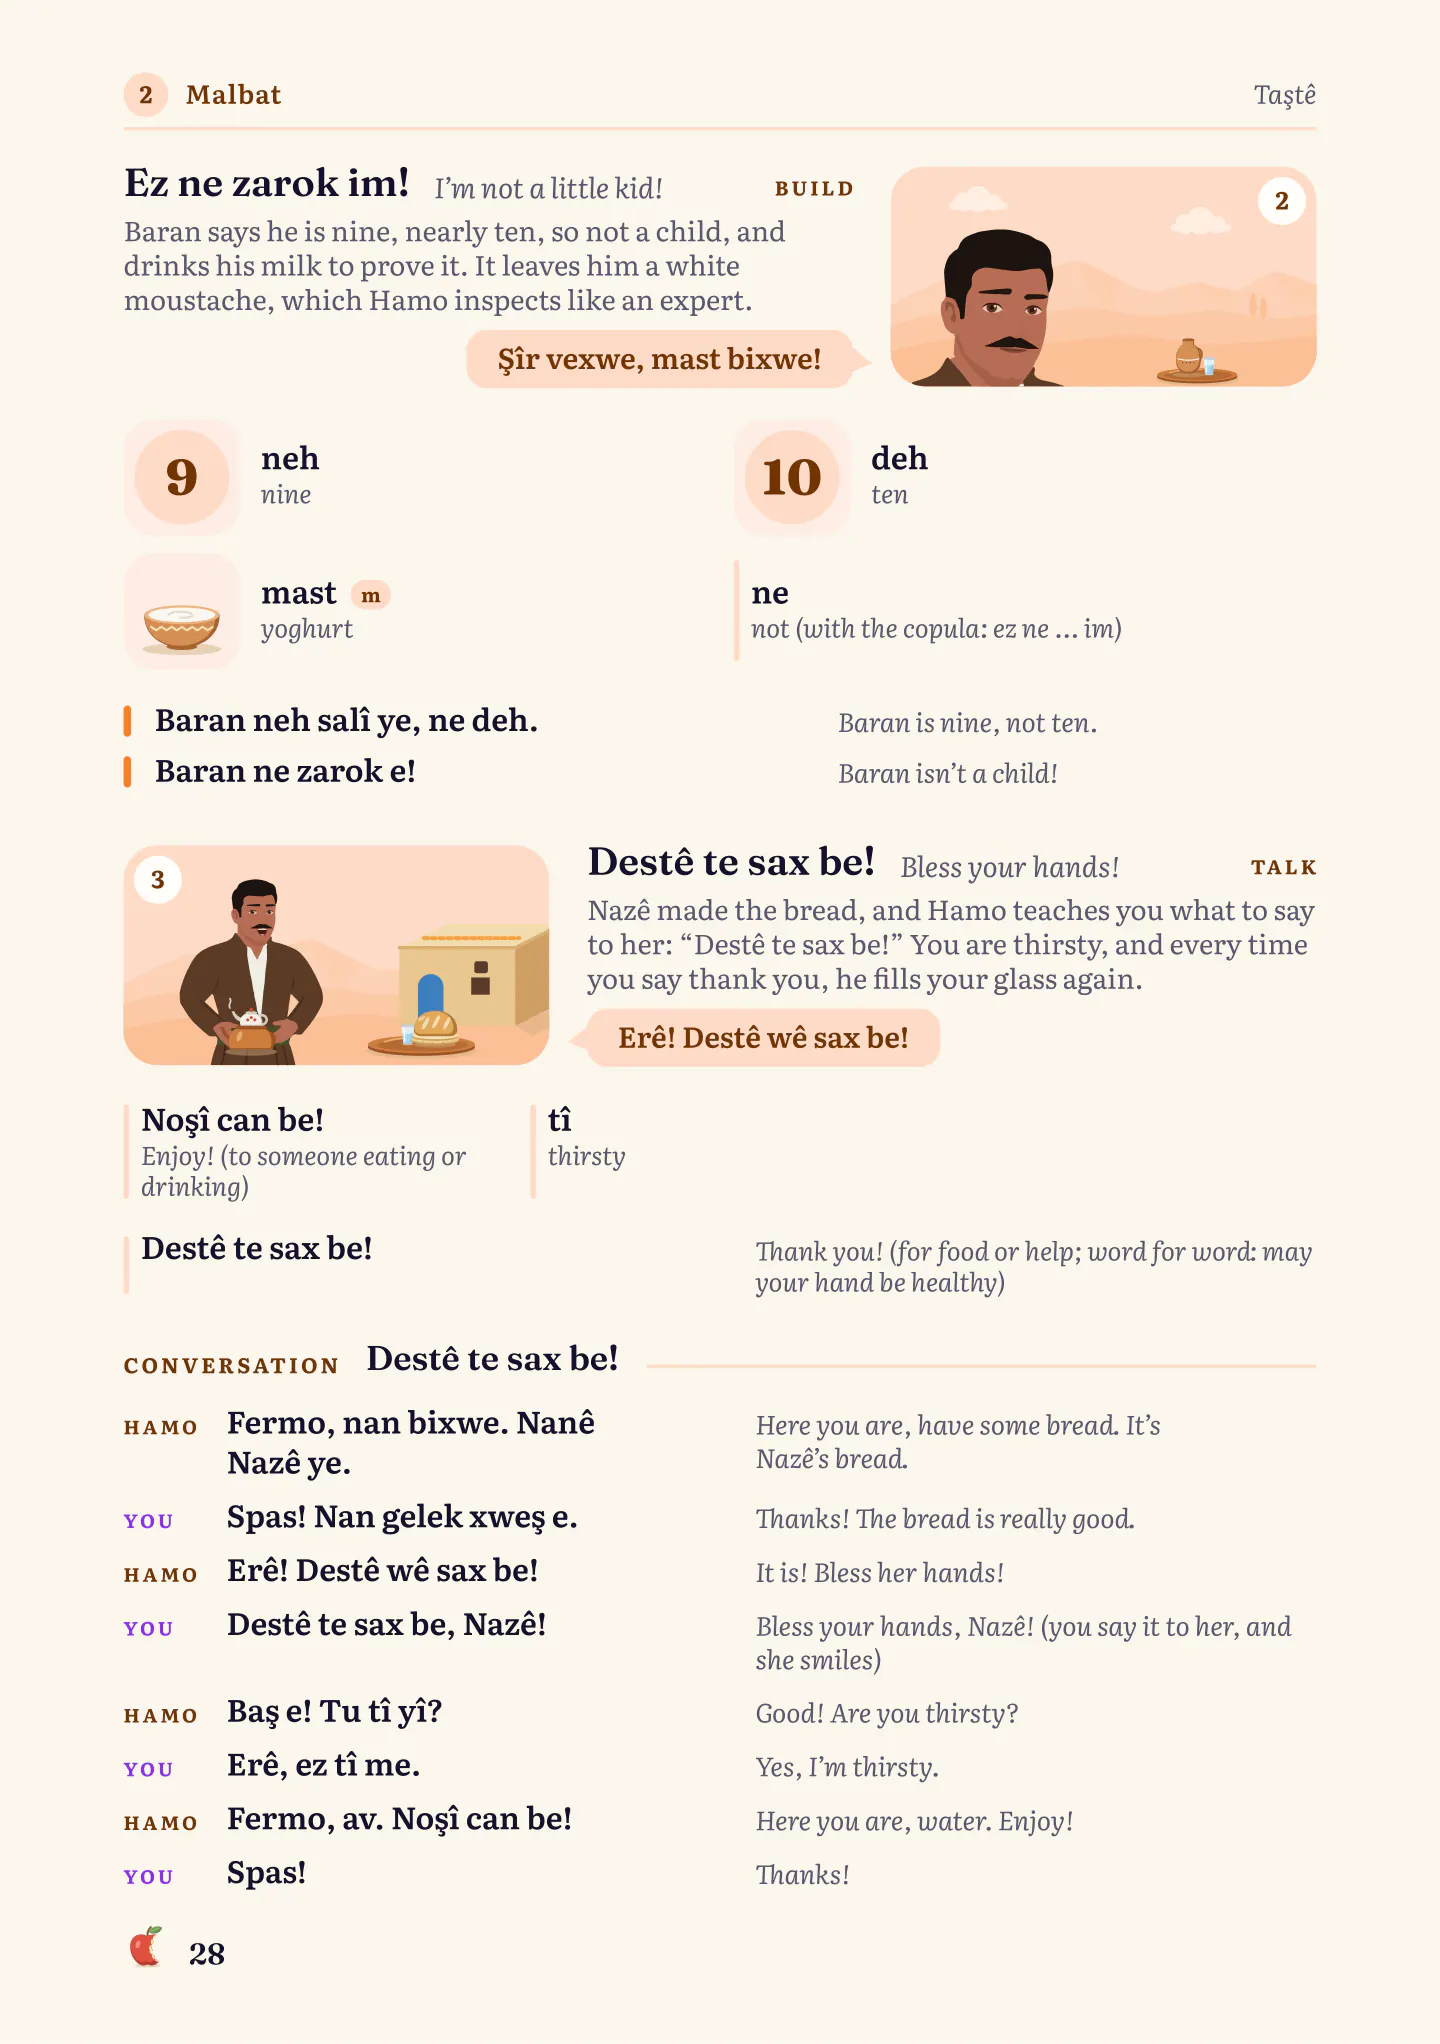 2 Malbat
Taştê
Ez ne zarok im! I’m not a little kid! BUILD
Baran says he is nine, nearly ten, so not a child, and
drinks his milk to prove it. It leaves him a white
moustache, which Hamo inspects like an expert.
Şîr vexwe, mast bixwe!
2
9 neh
nine
10 deh
ten
mast m
yoghurt
ne
not (with the copula: ez ne … im)
Baran neh salî ye, ne deh. Baran is nine, not ten.
Baran ne zarok e! Baran isn’t a child!
3
Destê te sax be! Bless your hands! TALK
Nazê made the bread, and Hamo teaches you what to say
to her: “Destê te sax be!” You are thirsty, and every time
you say thank you, he fills your glass again.
Erê! Destê wê sax be!
Noşî can be!
Enjoy! (to someone eating or
drinking)
tî
thirsty
Destê te sax be!
Thank you! (for food or help; word for word: may
your hand be healthy)
CONVERSATION Destê te sax be!
HAMO Fermo, nan bixwe. Nanê
Nazê ye.
Here you are, have some bread. It’s
Nazê’s bread.
YOU Spas! Nan gelek xweş e. Thanks! The bread is really good.
HAMO Erê! Destê wê sax be! It is! Bless her hands!
YOU Destê te sax be, Nazê! Bless your hands, Nazê! (you say it to her, and
she smiles)
HAMO Baş e! Tu tî yî? Good! Are you thirsty?
YOU Erê, ez tî me. Yes, I’m thirsty.
HAMO Fermo, av. Noşî can be! Here you are, water. Enjoy!
YOU Spas! Thanks!
28